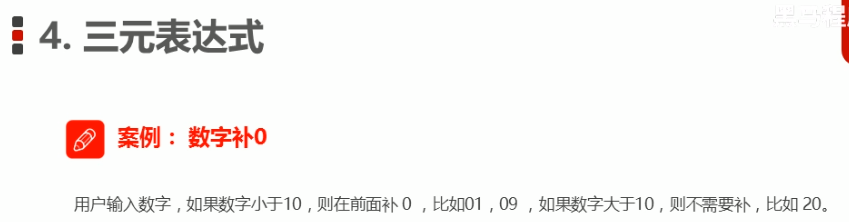 4. 三元表达式
案例： 数字补0
用户输入数字，如果数字小于10，则在前面补 0 ，比如01，09 ，如果数字大于10，则不需要补，比如 20。